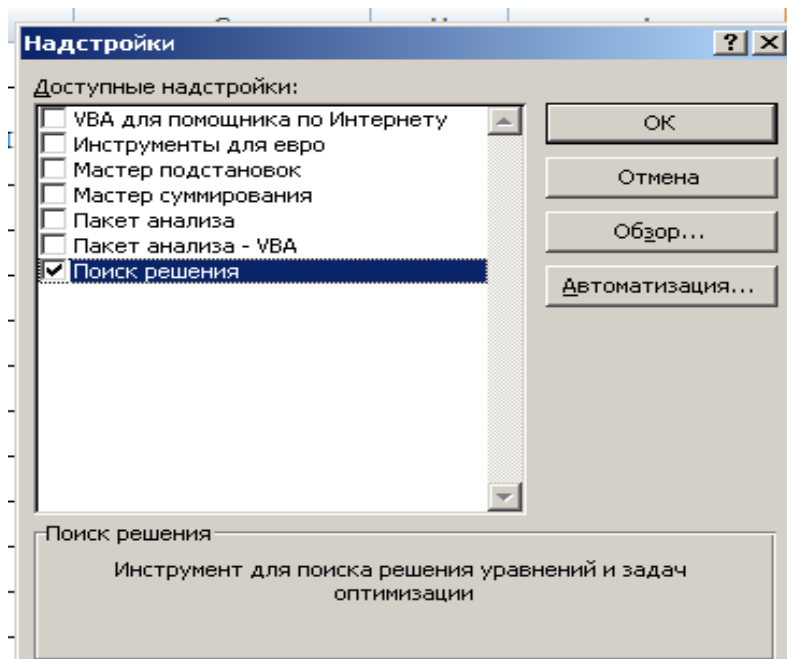 Надстройки
Доступные надстройки:
VBA для помощника по Интернету
Инструменты для евро
Мастер подстановок
Мастер суммирования
Пакет анализа
Пакет анализа - VBA
Поиск решения
ОК
Отмена
Обзор...
Автоматизация...
Поиск решения
Инструмент для поиска решения уравнений и задач
оптимизации